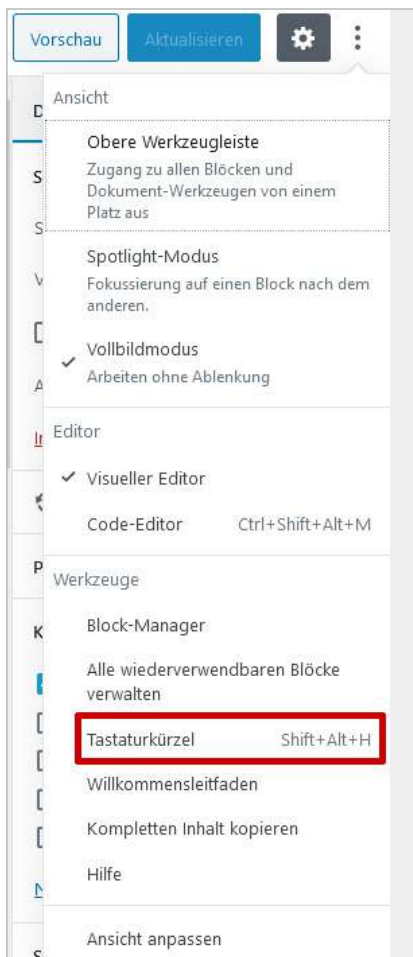 Vorschau
Aktualisieren
Ansicht
Obere Werkzeugleiste
Zugang zu allen Blöcken und
Dokument-Werkzeugen von einem
Platz aus
Spotlight-Modus
Fokussierung auf einen Block nach dem
anderen.
Vollbildmodus
Arbeiten ohne Ablenkung
Editor
Visueller Editor
Code-Editor Ctrl+Shift+Alt+M
Werkzeuge
Block-Manager
Alle wiederverwendbaren Blöcke
verwalten
Tastaturkürzel Shift+Alt+H
Willkommensleitfaden
Kompletten Inhalt kopieren
Hilfe
Ansicht anpassen